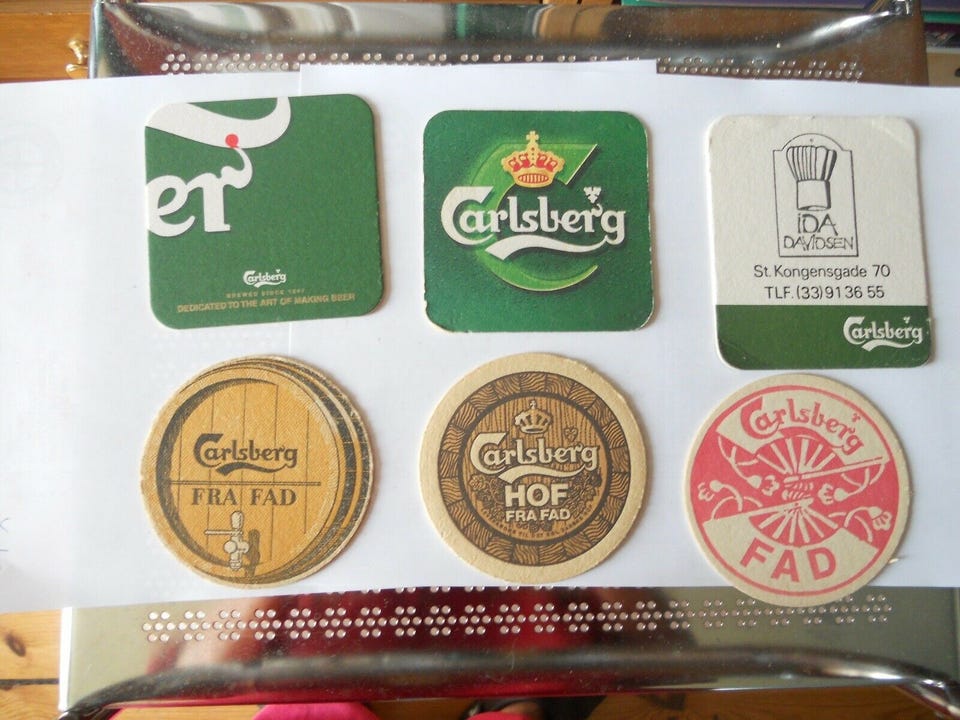 er
Carlsberg
BREWED SINCE 1847
DEDICATED TO THE ART OF MAKING BEER
Carlsberg
IDA
DAVIDSEN
St. Kongensgade 70
TLF. (33) 91 36 55
Carlsberg
Carlsberg
FRA FAD
Carlsberg
HOF
FRA FAD
Carlsberg
FAD